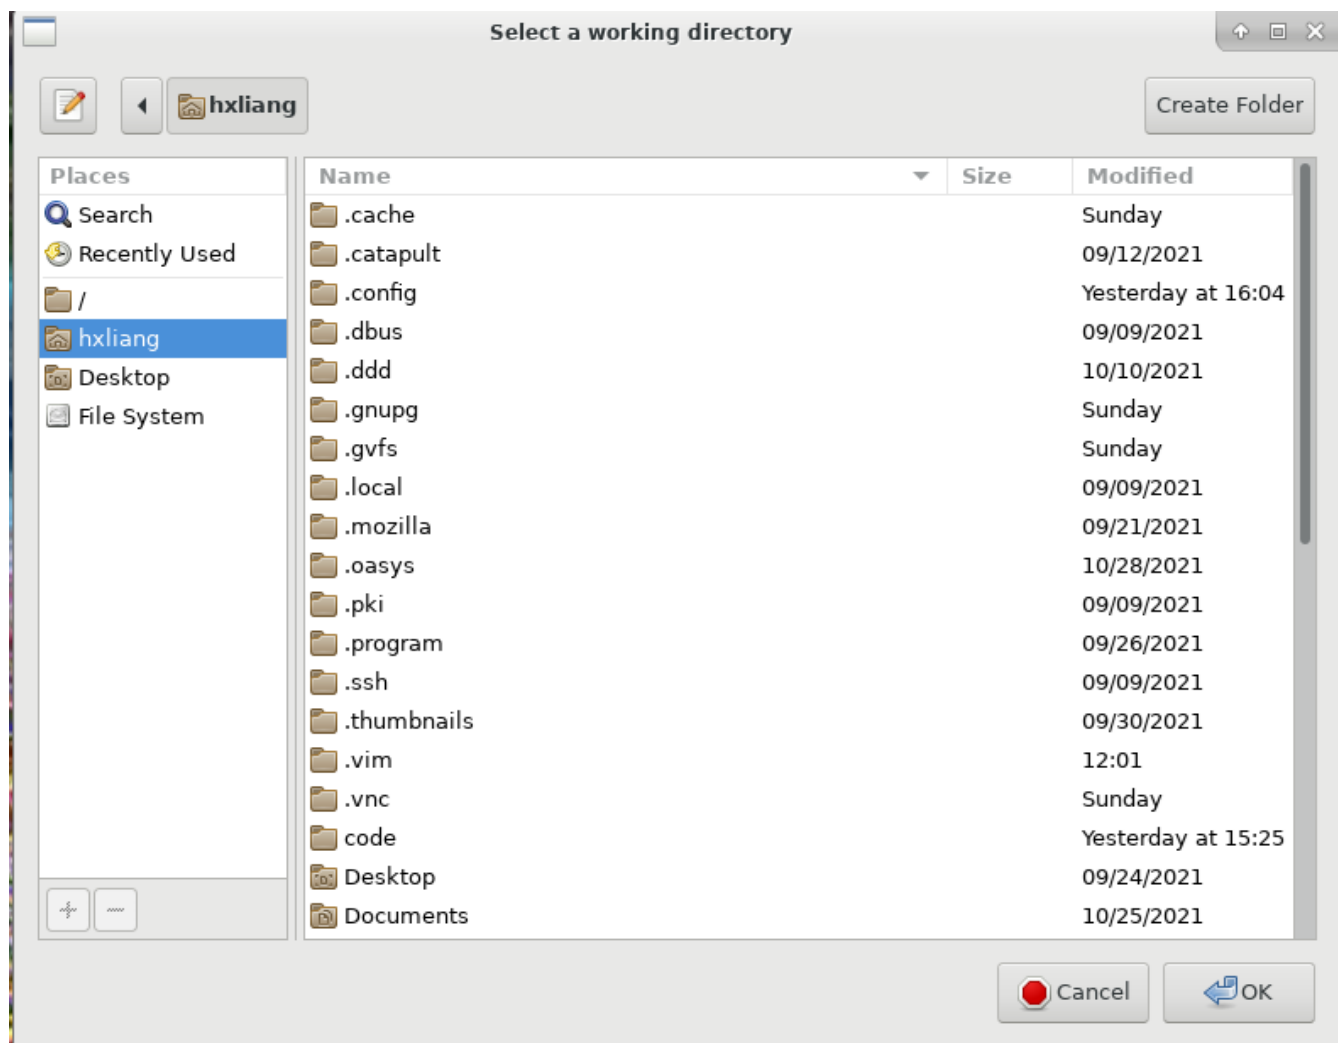 Select a working directory
hxliang
Create Folder
Places
Search
Recently Used
/
hxliang
Desktop
File System
Name Size Modified
.cache Sunday
.catapult 09/12/2021
.config Yesterday at 16:04
.dbus 09/09/2021
.ddd 10/10/2021
.gnupg Sunday
.gvfs Sunday
.local 09/09/2021
.mozilla 09/21/2021
.oasys 10/28/2021
.pki 09/09/2021
.program 09/26/2021
.ssh 09/09/2021
.thumbnails 09/30/2021
.vim 12:01
.vnc Sunday
code Yesterday at 15:25
Desktop 09/24/2021
Documents 10/25/2021
Cancel OK